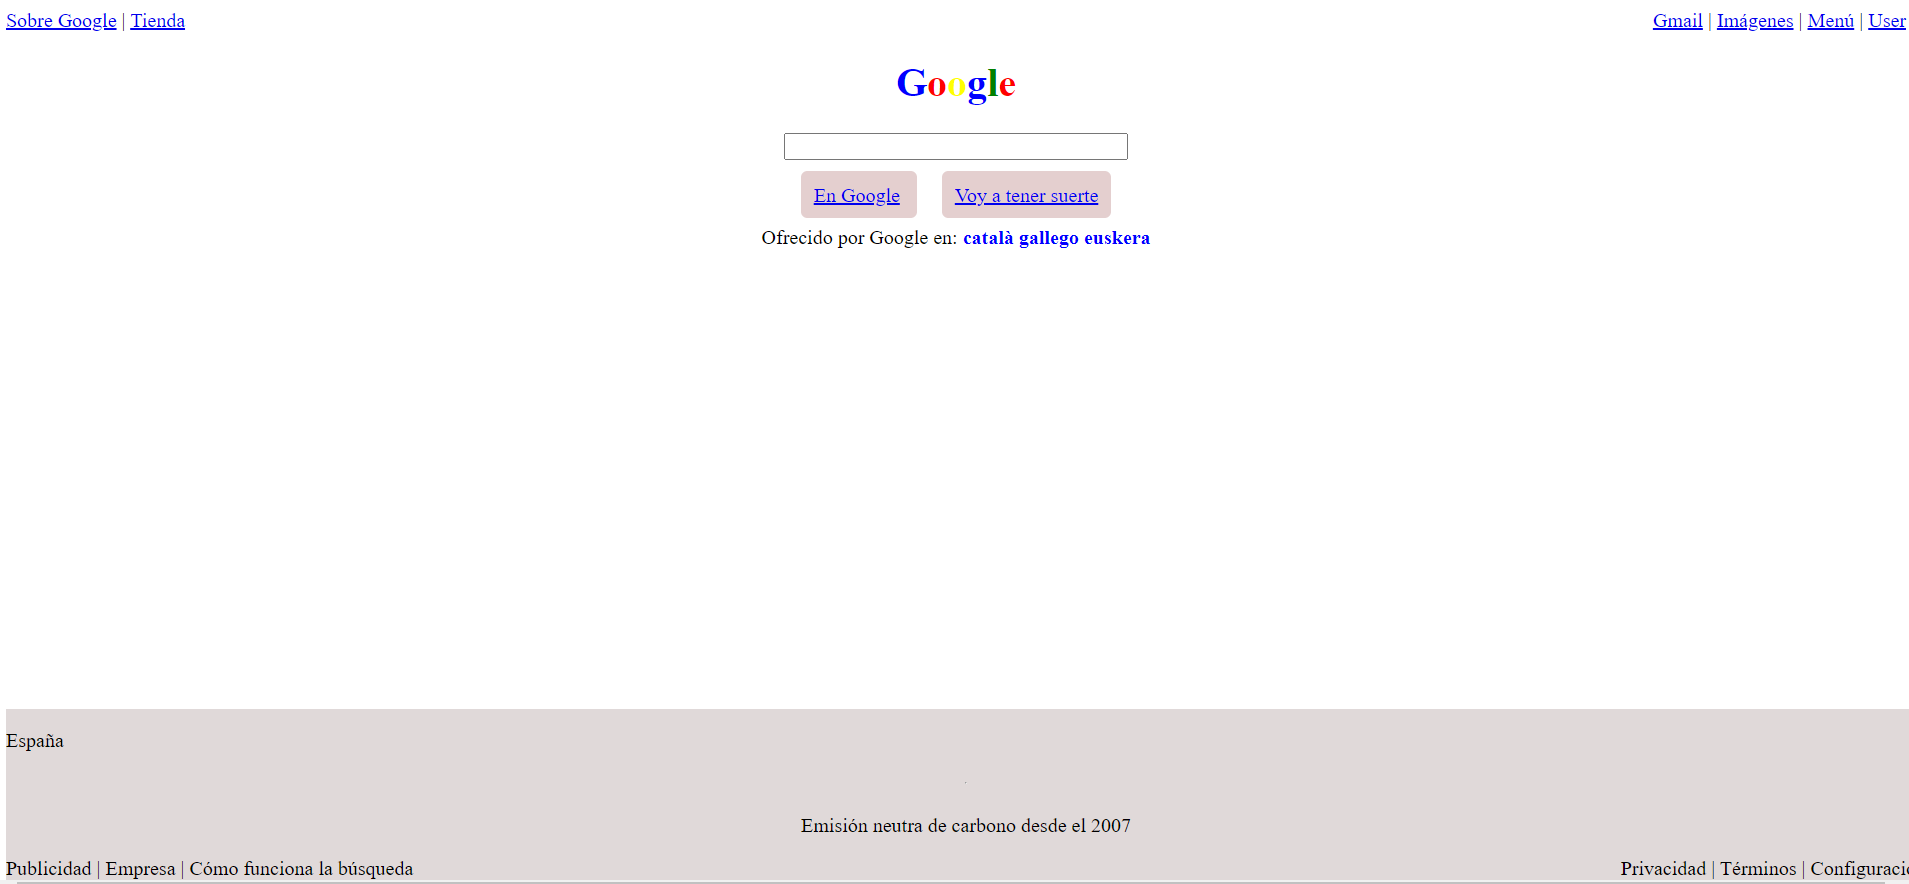 Sobre Google | Tienda Gmail | Imágenes | Menú | User
Google
En Google Voy a tener suerte
Ofrecido por Google en: català gallego euskera
España
Emisión neutra de carbono desde el 2007
Publicidad | Empresa | Cómo funciona la búsqueda Privacidad | Términos | Configuració